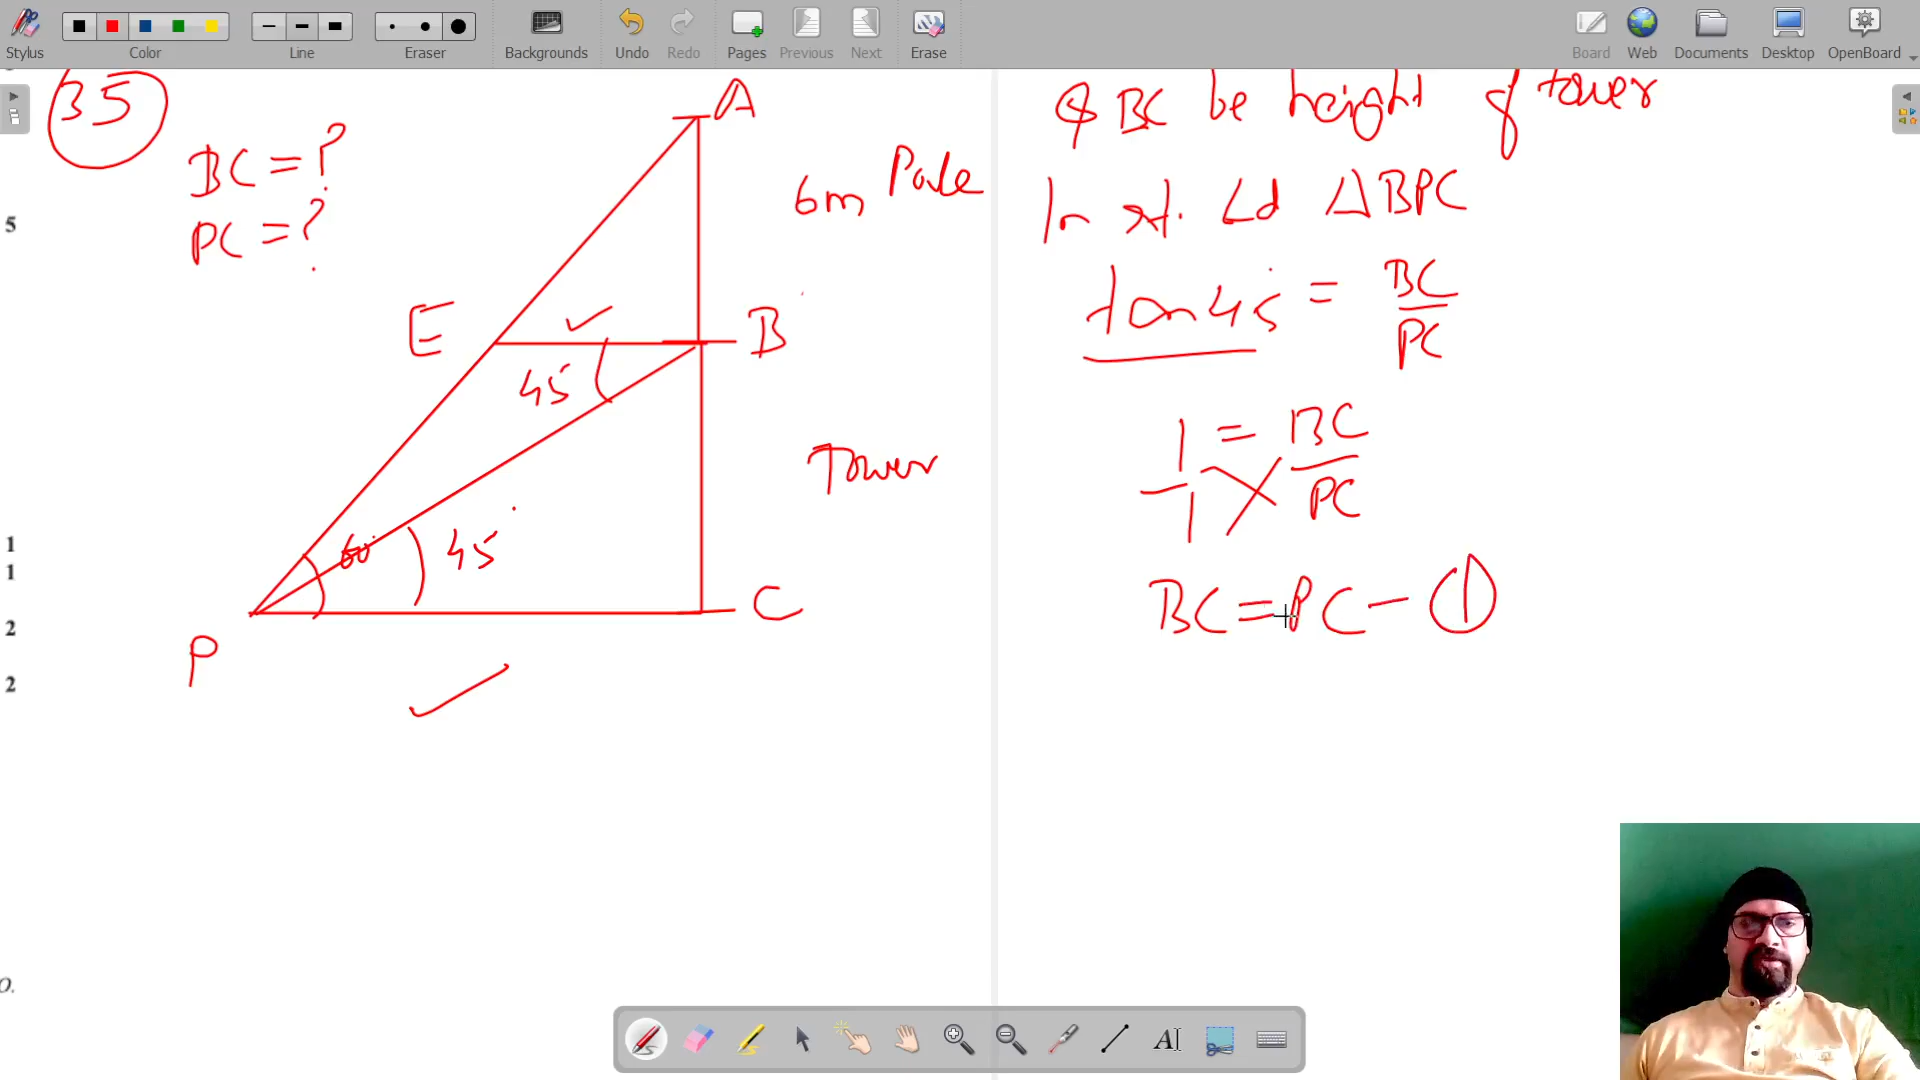 Stylus
Color
Line
Eraser
Backgrounds
Undo
Redo
Pages
Previous
Next
Erase
Board
Web
Documents
Desktop
OpenBoard
35
BC = ?
PC = ?
5
1
1
2
2
O.
A
6m Pole
E
B
45
Tower
60
45°
P
C
BC be height of tower
In rt. ∠d △BPC
tan 45° = BC/PC
1/1 = BC/PC
BC = PC - ①
A